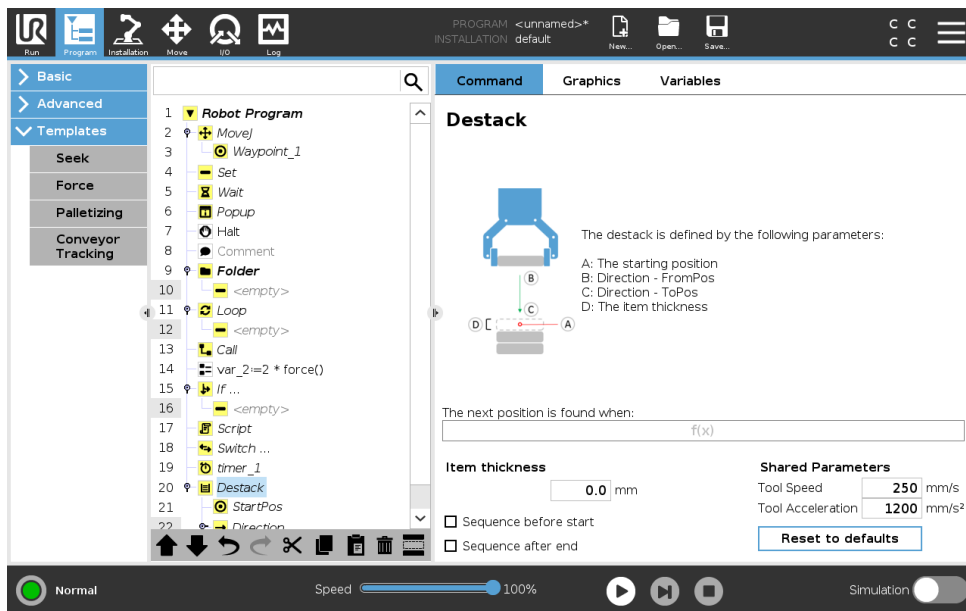 PROGRAM <unnamed>*
INSTALLATION default
Run
Program
Installation
Move
I/O
Log
New...
Open...
Save...
C C
C C
Basic
Advanced
Templates
Seek
Force
Palletizing
Conveyor
Tracking
1 Robot Program
2 MoveJ
3 Waypoint_1
4 Set
5 Wait
6 Popup
7 Halt
8 Comment
9 Folder
10 <empty>
11 Loop
12 <empty>
13 Call
14 var_2:=2 * force()
15 If ...
16 <empty>
17 Script
18 Switch ...
19 timer_1
20 Destack
21 StartPos
22 Direction
Command
Graphics
Variables
Destack
B
C
D
A
The destack is defined by the following parameters:
A: The starting position
B: Direction - FromPos
C: Direction - ToPos
D: The item thickness
The next position is found when:
f(x)
Item thickness
0.0 mm
Sequence before start
Sequence after end
Shared Parameters
Tool Speed 250 mm/s
Tool Acceleration 1200 mm/s²
Reset to defaults
Normal
Speed 100%
Simulation